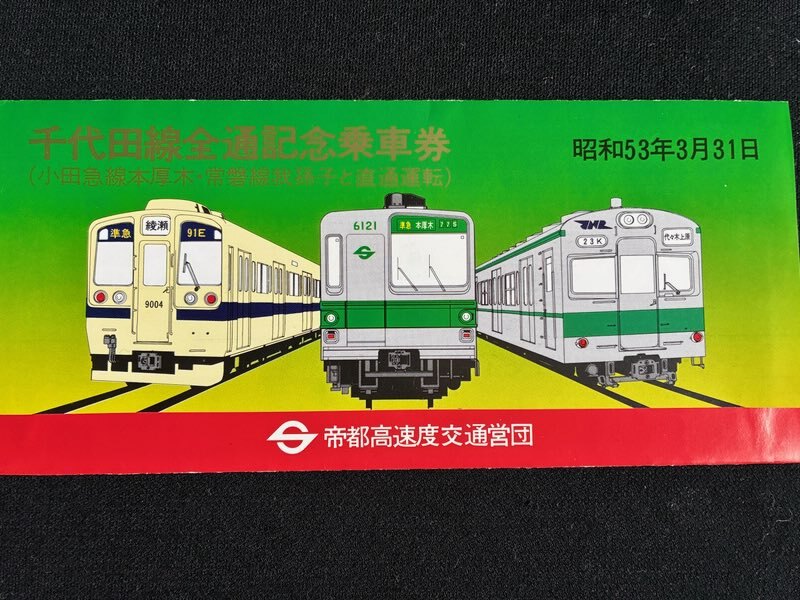 千代田線全通記念乗車券
(小田急線本厚木・常磐線我孫子と直通運転)
昭和53年3月31日
準急
綾瀬
91E
9004
6121
準急 本厚木 77S
JNR
23K
代々木上原
帝都高速度交通営団